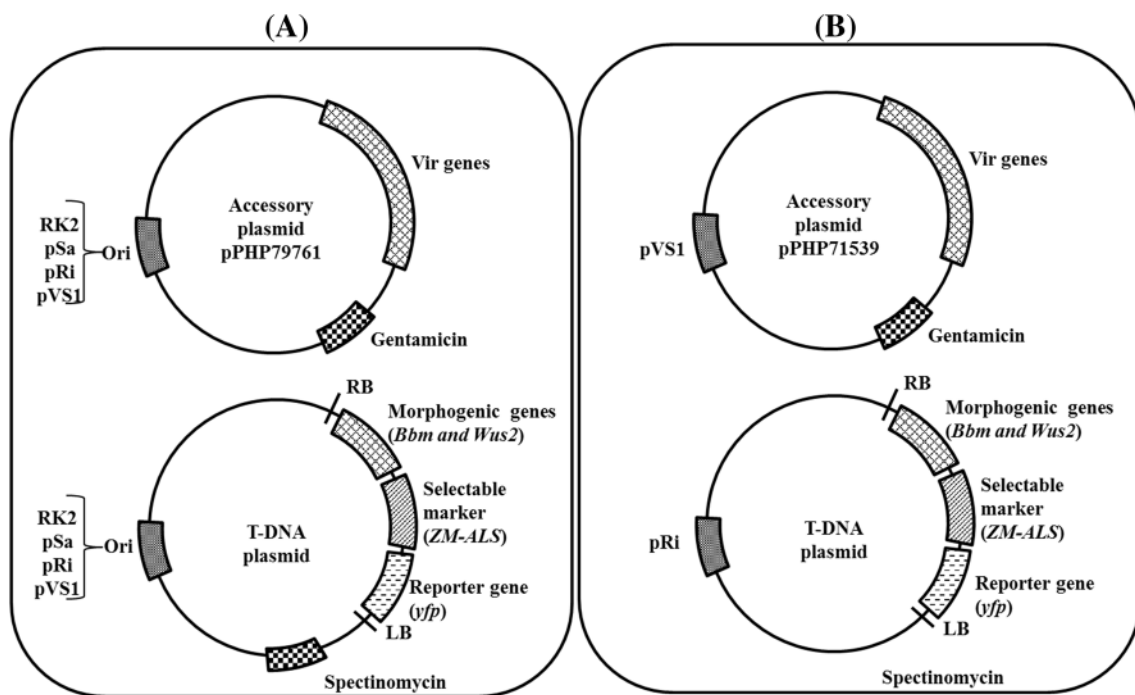 (A)
RK2
pSa
pRi
pVS1
Ori
Accessory
plasmid
pPHP79761
Vir genes
Gentamicin
RK2
pSa
pRi
pVS1
Ori
T-DNA
plasmid
RB
Morphogenic genes
(Bbm and Wus2)
Selectable
marker
(ZM-ALS)
Reporter gene
(yfp)
LB
Spectinomycin
(B)
pVS1
Accessory
plasmid
pPHP71539
Vir genes
Gentamicin
pRi
T-DNA
plasmid
RB
Morphogenic genes
(Bbm and Wus2)
Selectable
marker
(ZM-ALS)
Reporter gene
(yfp)
LB
Spectinomycin